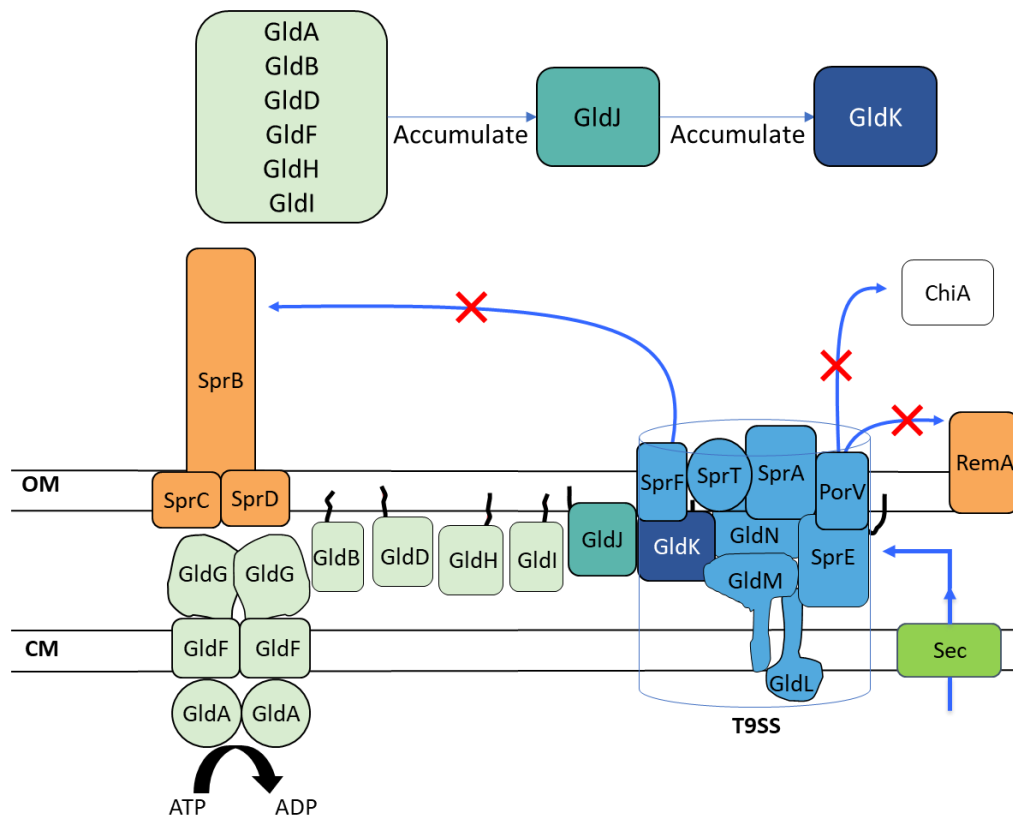 GldA
GldB
GldD
GldF
GldH
GldI
Accumulate
GldJ
Accumulate
GldK
ChiA
SprB
OM
SprC
SprD
SprF
SprT
SprA
PorV
RemA
GldB
GldD
GldH
GldI
GldJ
GldK
GldN
SprE
GldG
GldG
GldM
CM
GldF
GldF
Sec
GldL
GldA
GldA
T9SS
ATP
ADP